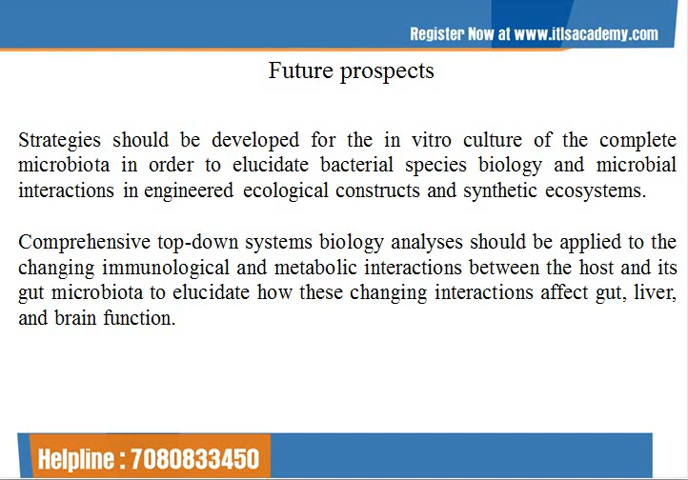 Register Now at www.itlsacademy.com
Future prospects
Strategies should be developed for the in vitro culture of the complete
microbiota in order to elucidate bacterial species biology and microbial
interactions in engineered ecological constructs and synthetic ecosystems.
Comprehensive top-down systems biology analyses should be applied to the
changing immunological and metabolic interactions between the host and its
gut microbiota to elucidate how these changing interactions affect gut, liver,
and brain function.
Helpline : 7080833450